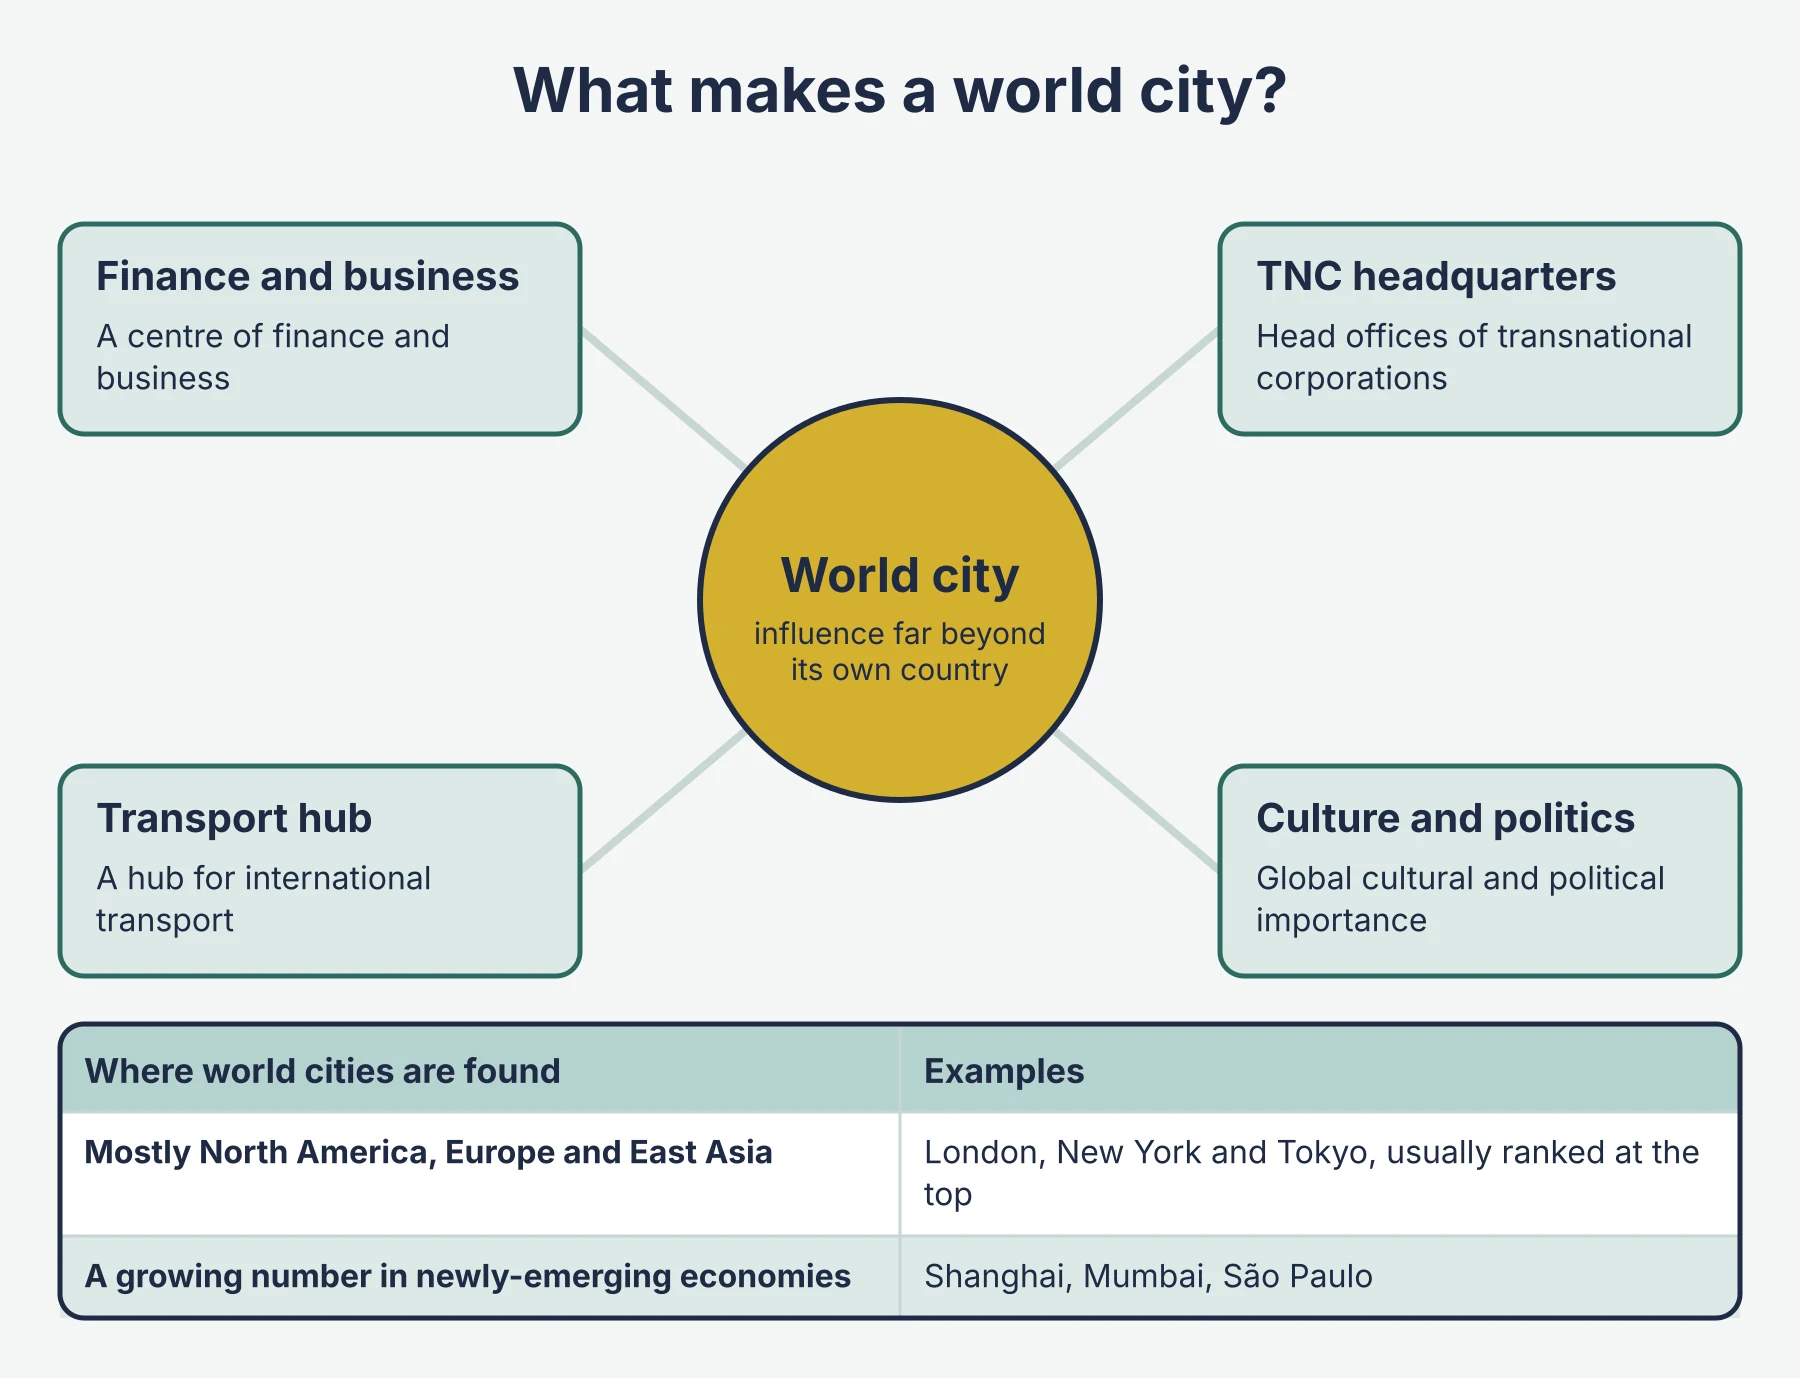 What makes a world city?
Finance and business
A centre of finance and
business
TNC headquarters
Head offices of transnational
corporations
World city
influence far beyond
its own country
Transport hub
A hub for international
transport
Culture and politics
Global cultural and political
importance
Where world cities are found
Examples
Mostly North America, Europe and East Asia
London, New York and Tokyo, usually ranked at the
top
A growing number in newly-emerging economies
Shanghai, Mumbai, São Paulo